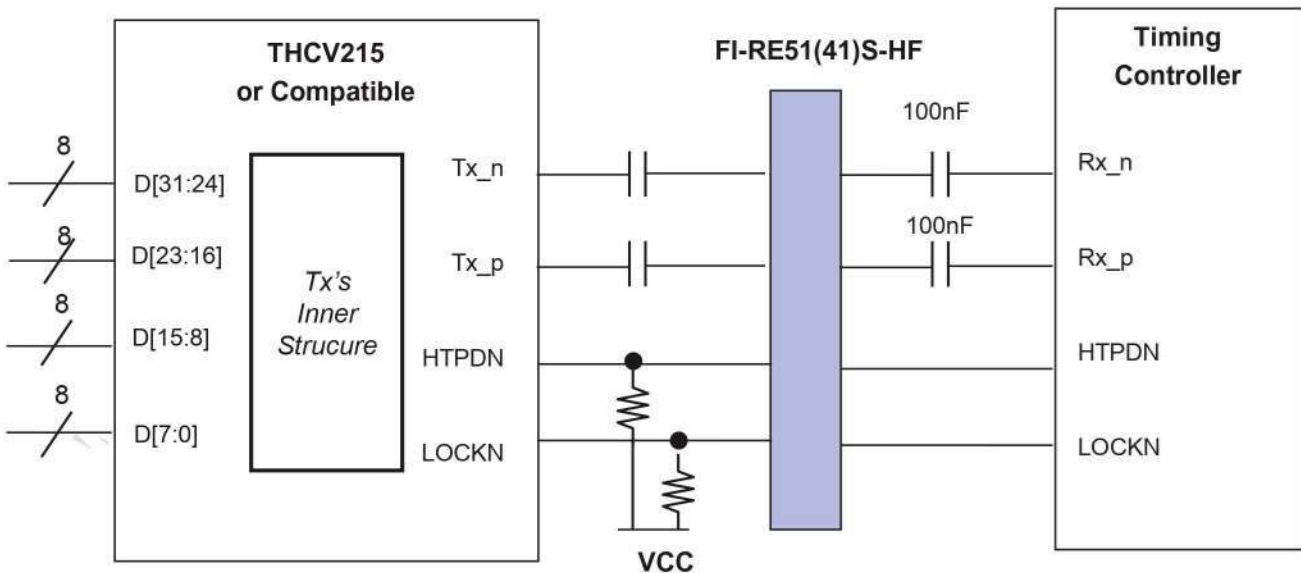 THCV215
or Compatible
FI-RE51(41)S-HF
Timing
Controller
100nF
8
D[31:24]
Tx_n
Rx_n
8
D[23:16]
Tx_p
100nF
Rx_p
Tx's
Inner
Strucure
8
D[15:8]
HTPDN
HTPDN
8
D[7:0]
LOCKN
LOCKN
VCC